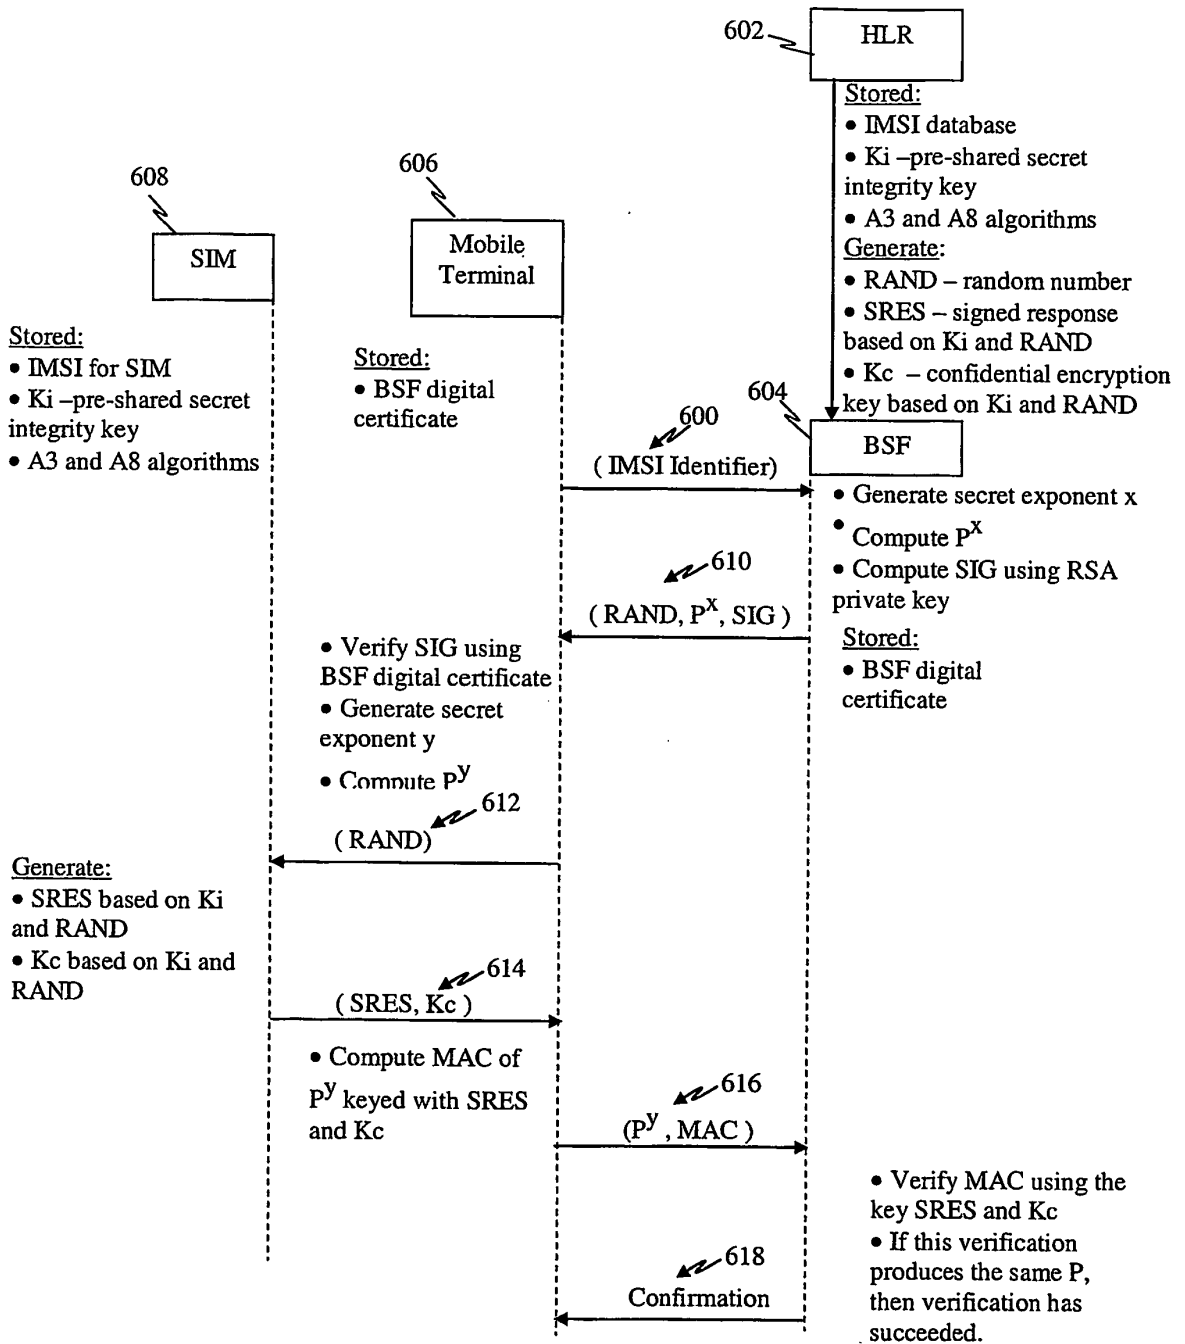 602
HLR
Stored:
• IMSI database
• Ki –pre-shared secret
integrity key
• A3 and A8 algorithms
Generate:
• RAND – random number
• SRES – signed response
based on Ki and RAND
• Kc – confidential encryption
key based on Ki and RAND
608
SIM
606
Mobile
Terminal
Stored:
• IMSI for SIM
• Ki –pre-shared secret
integrity key
• A3 and A8 algorithms
Stored:
• BSF digital
certificate
604
BSF
600
( IMSI Identifier)
• Generate secret exponent x
• Compute P^x
• Compute SIG using RSA
private key
610
( RAND, P^x, SIG )
Stored:
• BSF digital
certificate
• Verify SIG using
BSF digital certificate
• Generate secret
exponent y
• Compute P^y
612
( RAND)
Generate:
• SRES based on Ki
and RAND
• Kc based on Ki and
RAND
614
( SRES, Kc )
• Compute MAC of
P^y keyed with SRES
and Kc
616
(P^y , MAC )
• Verify MAC using the
key SRES and Kc
• If this verification
produces the same P,
then verification has
succeeded.
618
Confirmation